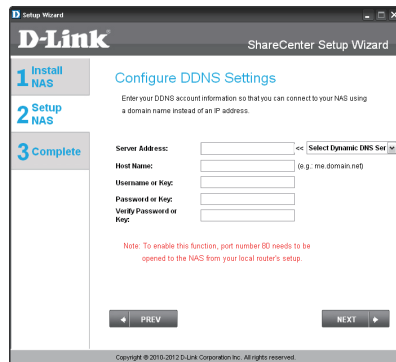 D Setup Wizard
D-Link
ShareCenter Setup Wizard
1 Install NAS
2 Setup NAS
3 Complete
Configure DDNS Settings
Enter your DDNS account information so that you can connect to your NAS using
a domain name instead of an IP address.
Server Address: << Select Dynamic DNS Ser
Host Name: (e.g.: me.domain.net)
Username or Key:
Password or Key:
Verify Password or
Key:
Note: To enable this function, port number 80 needs to be
opened to the NAS from your local router's setup.
PREV
NEXT
Copyright @ 2010-2012 D-Link Corporation Inc. All rights reserved.